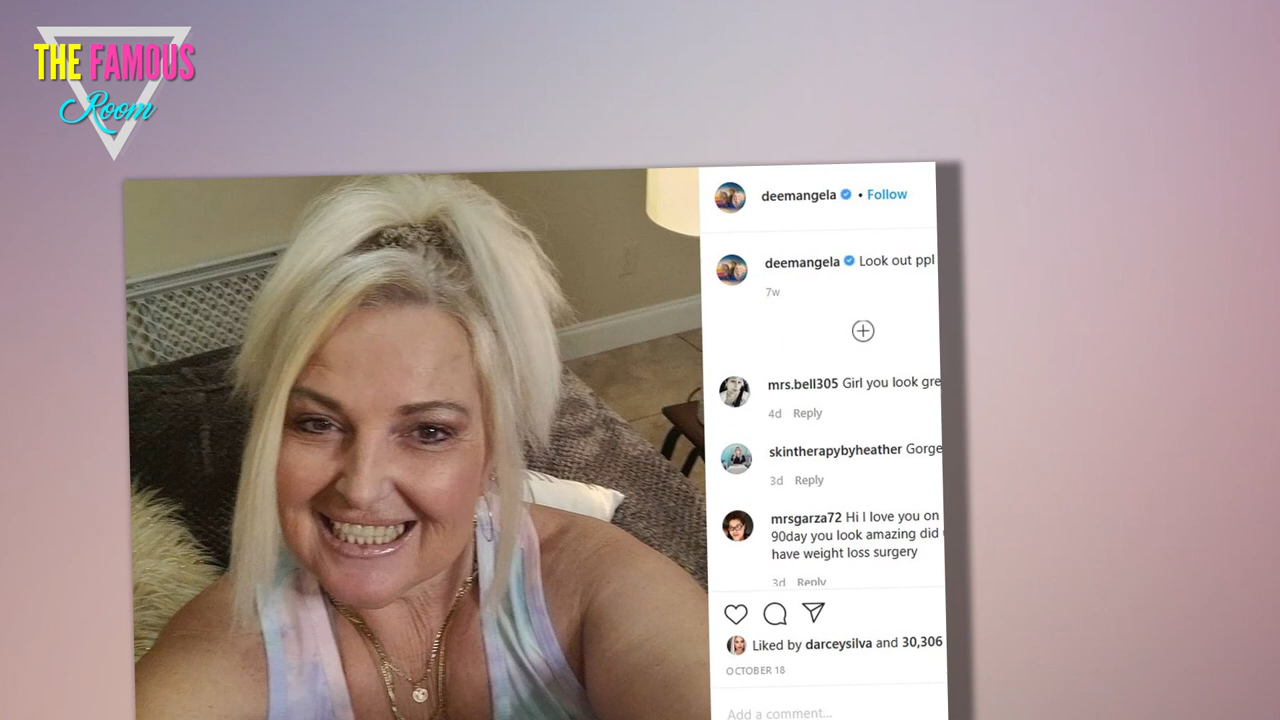 THE FAMOUS
Room
deemangela • Follow
deemangela Look out ppl
7w
mrs.bell305 Girl you look gre
4d Reply
skintherapybyheather Gorge
3d Reply
mrsgarza72 Hi I love you on
90day you look amazing did
have weight loss surgery
3d Reply
Liked by darceysilva and 30,306
OCTOBER 18
Add a comment...